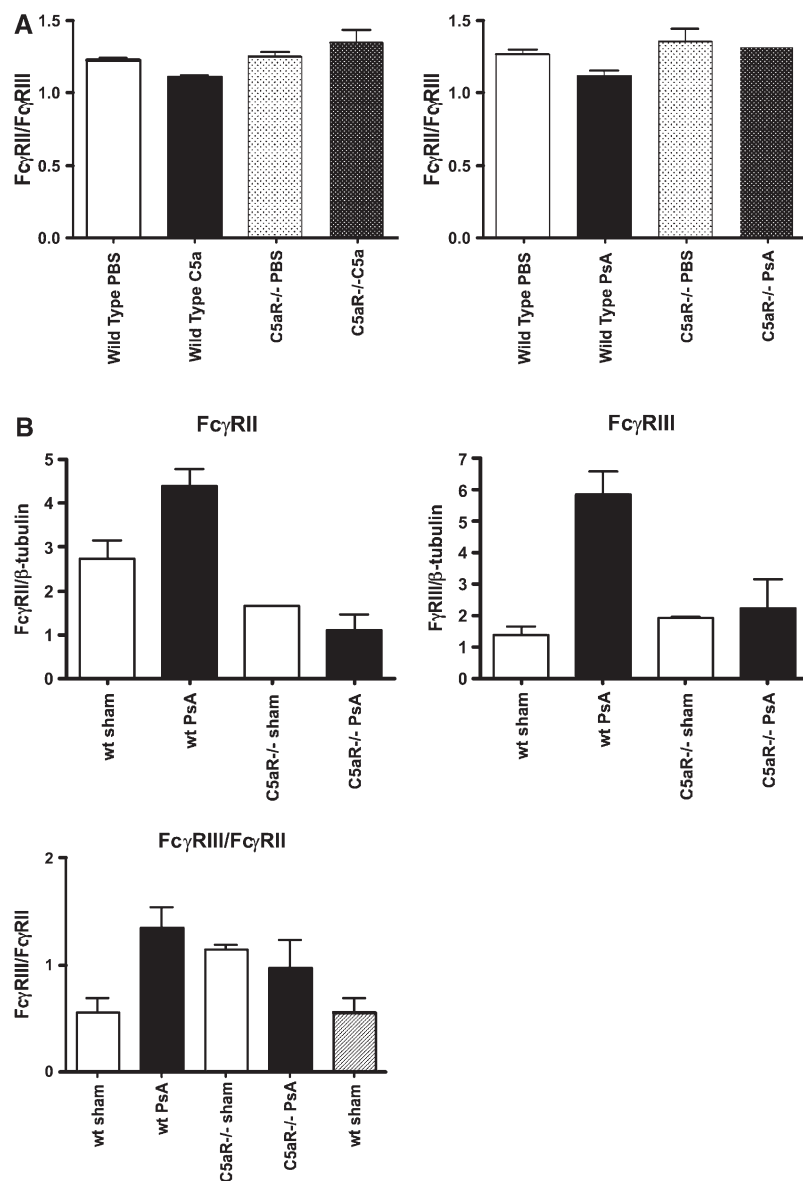 A
FcγRII/FcγRIII
1.5
1.0
0.5
0.0
Wild Type PBS
Wild Type C5a
C5aR-/- PBS
C5aR-/-C5a
FcγRII/FcγRIII
1.5
1.0
0.5
0.0
Wild Type PBS
Wild Type PsA
C5aR-/- PBS
C5aR-/- PsA
B
FcγRII
FcγRII/β-tubulin
5
4
3
2
1
0
wt sham
wt PsA
C5aR-/- sham
C5aR-/- PsA
FcγRIII
FγRIII/β-tubulin
7
6
5
4
3
2
1
0
wt sham
wt PsA
C5aR-/- sham
C5aR-/- PsA
FcγRIII/FcγRII
FcγRIII/FcγRII
2
1
0
wt sham
wt PsA
C5aR-/- sham
C5aR-/- PsA
wt sham